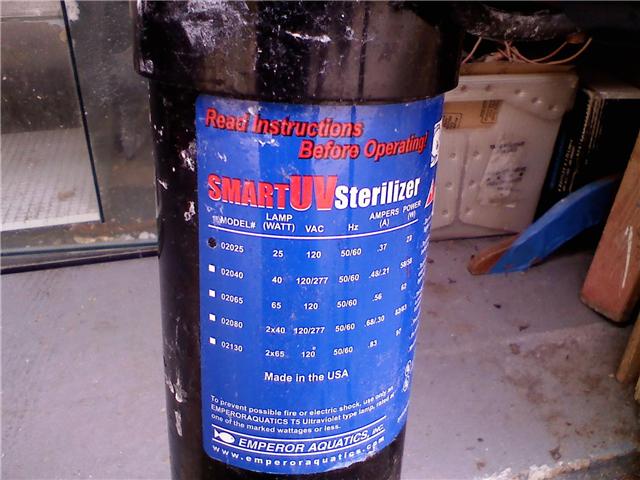 Read Instructions
Before Operating!
SMARTUVSterilizer
MODEL# LAMP (WATT) VAC Hz AMPERS (A) POWER (W)
02025 25 120 50/60 .37 28
02040 40 120/277 50/60 .48/.21 58/58
02065 65 120 50/60 .56
02080 2x40 120/277 50/60 .68/.30
02130 2x65 120 50/60 .83
Made in the USA
To prevent possible fire or electric shock, use only an
EMPERORAQUATICS T5 Ultraviolet type lamp, rated at
one of the marked wattages or less.
EMPEROR AQUATICS, INC.
www.emperoraquatics.com